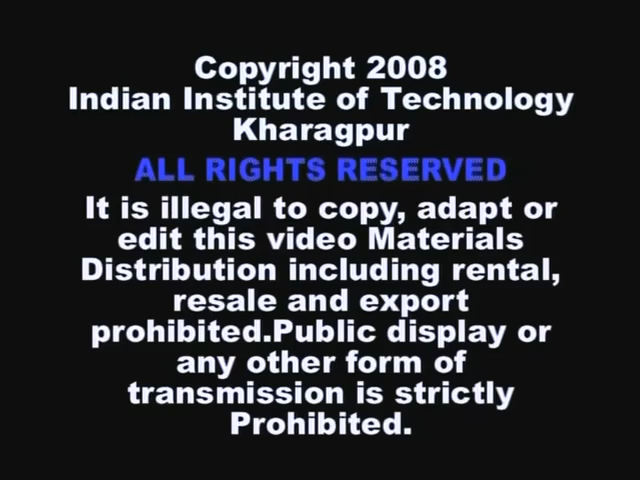 Copyright 2008
Indian Institute of Technology
Kharagpur
ALL RIGHTS RESERVED
It is illegal to copy, adapt or
edit this video Materials
Distribution including rental,
resale and export
prohibited.Public display or
any other form of
transmission is strictly
Prohibited.